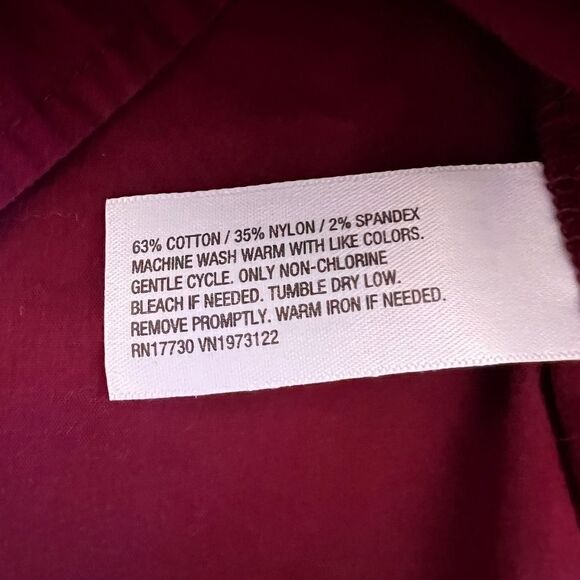 63% COTTON / 35% NYLON / 2% SPANDEX
MACHINE WASH WARM WITH LIKE COLORS.
GENTLE CYCLE. ONLY NON-CHLORINE
BLEACH IF NEEDED. TUMBLE DRY LOW.
REMOVE PROMPTLY. WARM IRON IF NEEDED.
RN17730 VN1973122